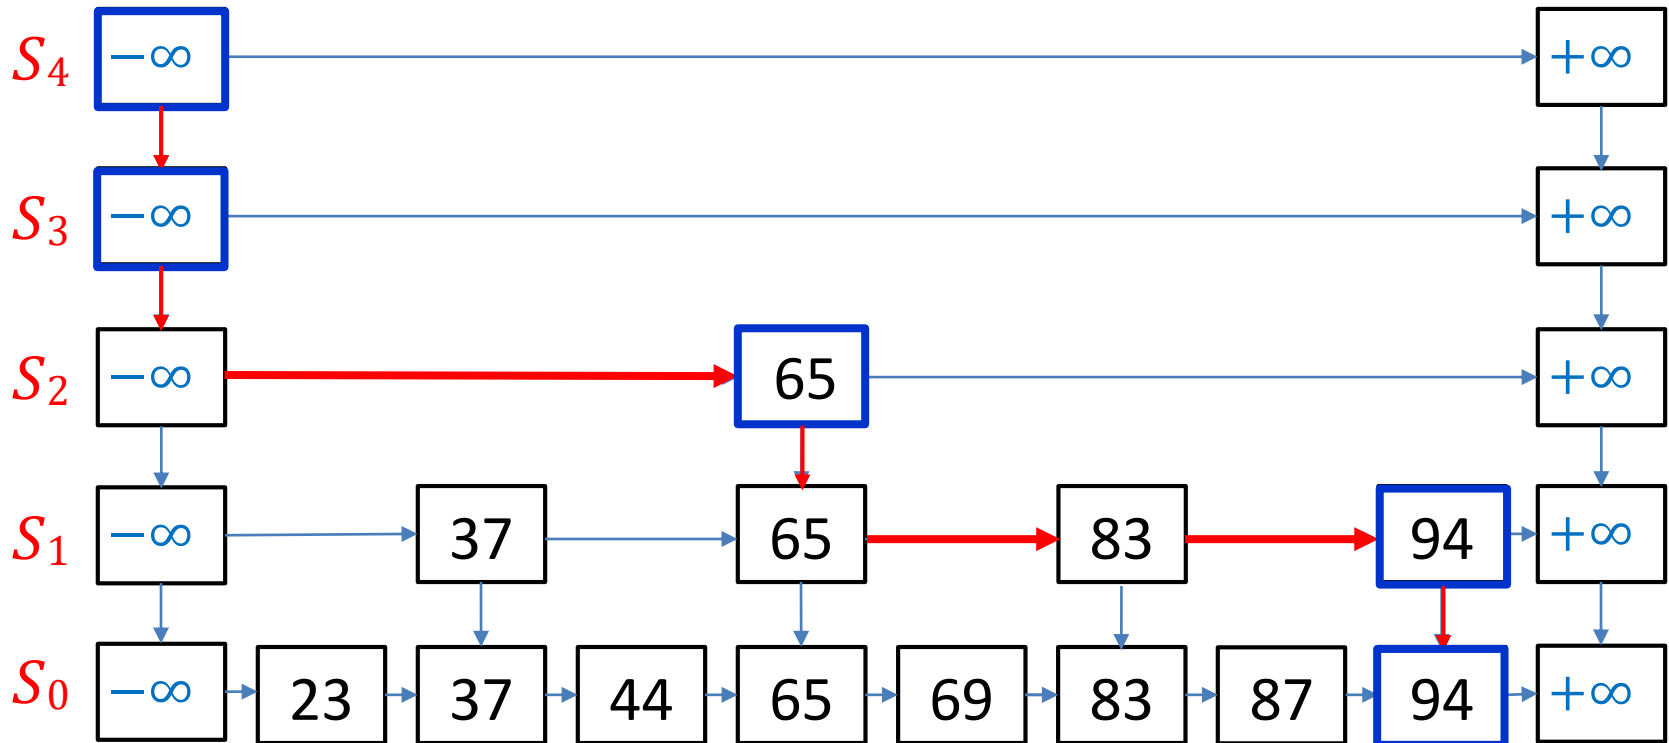 S4 −∞ +∞
S3 −∞ +∞
S2 −∞ 65 +∞
S1 −∞ 37 65 83 94 +∞
S0 −∞ 23 37 44 65 69 83 87 94 +∞